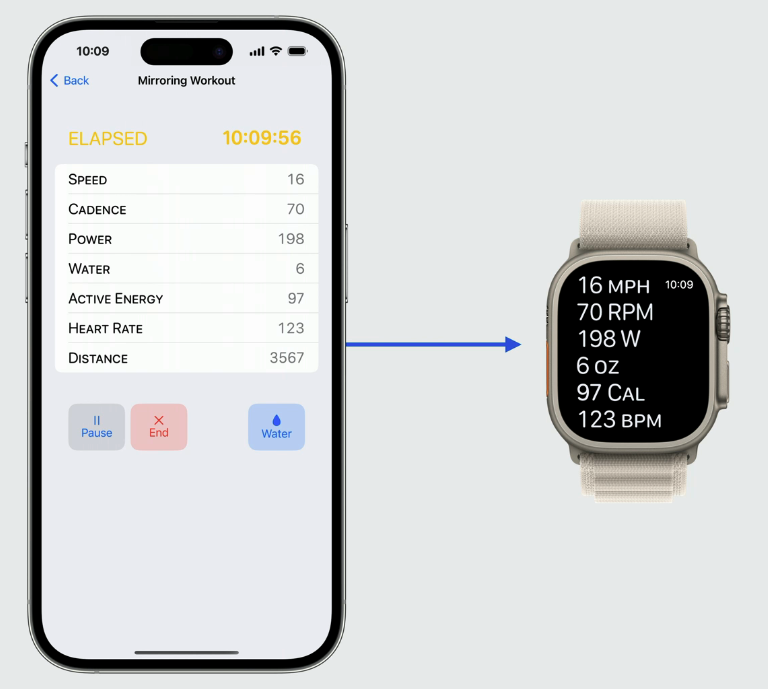 10:09
Back Mirroring Workout
ELAPSED 10:09:56
SPEED 16
CADENCE 70
POWER 198
WATER 6
ACTIVE ENERGY 97
HEART RATE 123
DISTANCE 3567
Pause End Water
16 MPH 10:09
70 RPM
198 W
6 OZ
97 CAL
123 BPM